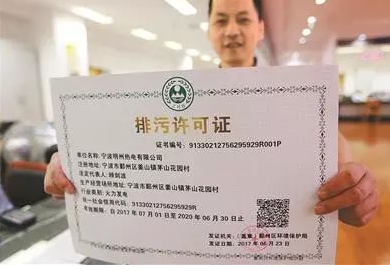 排污许可证
证书编号：91330212756295929R001P
单位名称：宁波明州热电有限公司
注册地址：宁波市鄞州区姜山镇茅山花园村
法定代表人：顾剑波
生产经营场所地址：宁波市鄞州区姜山镇茅山花园村
行业类别：火力发电
统一社会信用代码：91330212756295929R
有效期限：自 2017 年 07 月 01 日至 2020 年 06 月 30 日止
发证机关：（盖章）鄞州区环境保护局
发证日期：2017 年 06 月 23 日